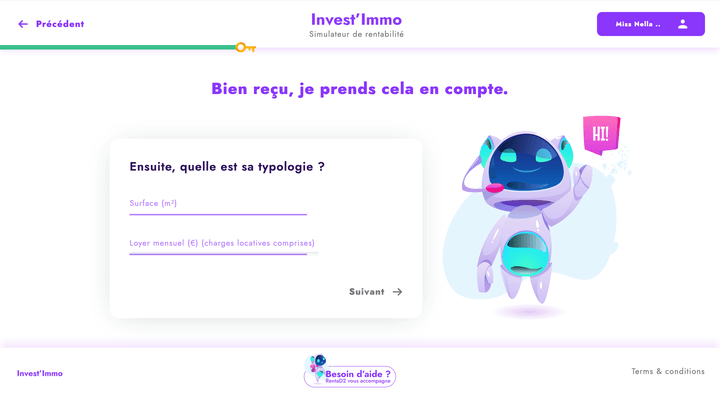 Précédent
Invest'Immo
Simulateur de rentabilité
Miss Nella ..
Bien reçu, je prends cela en compte.
HI!
Ensuite, quelle est sa typologie ?
Surface (m²)
Loyer mensuel (€) (charges locatives comprises)
Suivant
Invest'Immo
Besoin d'aide ?
RentaD2 vous accompagne
Terms & conditions